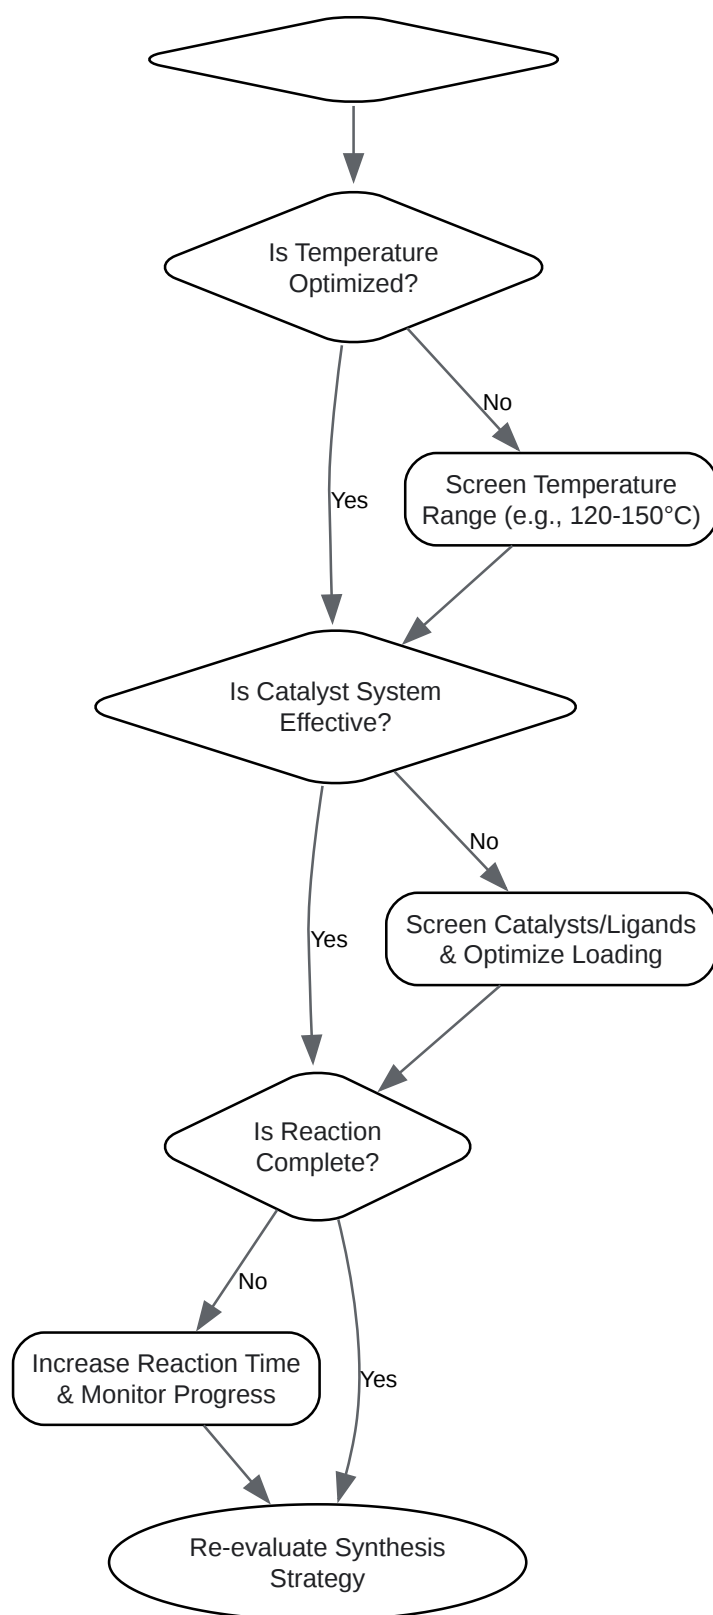 Is Temperature
Optimized?
No
Yes
Screen Temperature
Range (e.g., 120-150°C)
Is Catalyst System
Effective?
No
Yes
Screen Catalysts/Ligands
& Optimize Loading
Is Reaction
Complete?
No
Increase Reaction Time
& Monitor Progress
Yes
Re-evaluate Synthesis
Strategy